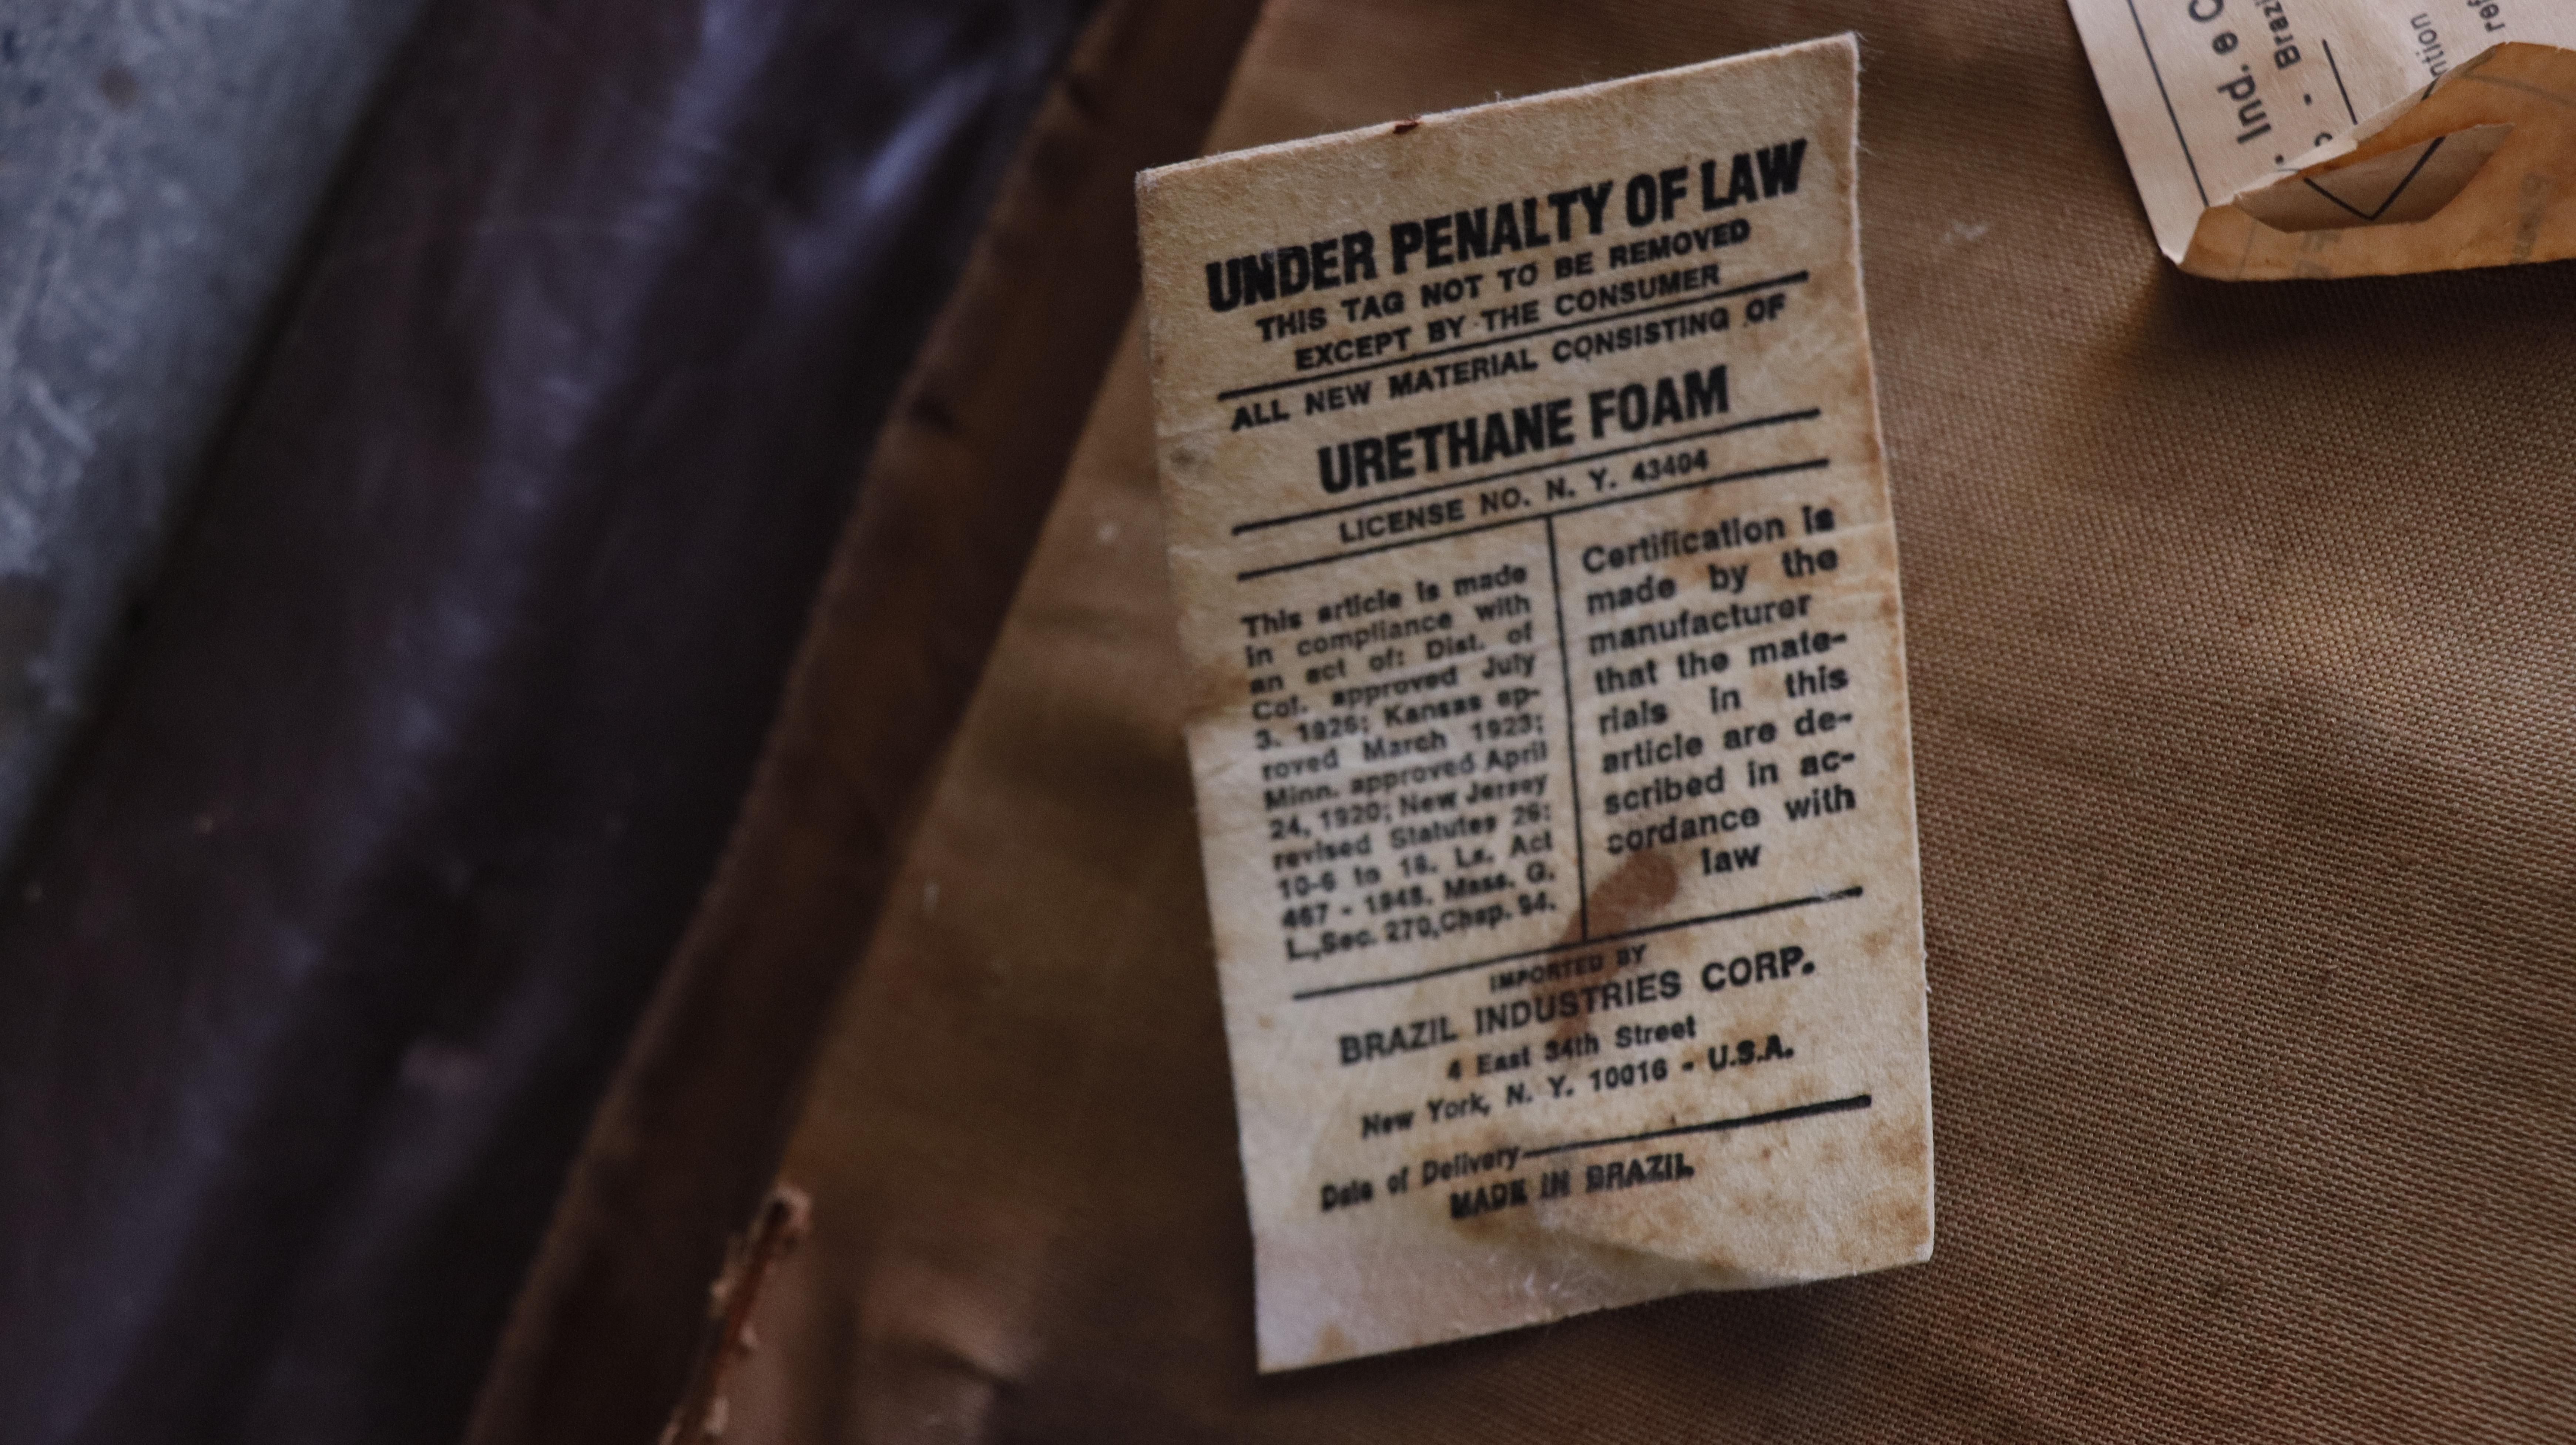 UNDER PENALTY OF LAW
THIS TAG NOT TO BE REMOVED
EXCEPT BY THE CONSUMER
ALL NEW MATERIAL CONSISTING OF
URETHANE FOAM
LICENSE NO. N. Y. 43404
This article is made
in compliance with
an act of: Dist. of
Col. approved July
3. 1926; Kansas ap-
roved March 1923;
Minn. approved April
24, 1920; New Jersey
revised Statutes 26:
10-6 to 18. La. Act
467 - 1948. Mass. G.
L.,Sec. 270,Chap. 94.
Certification is
made by the
manufacturer
that the mate-
rials in this
article are de-
scribed in ac-
cordance with
law
IMPORTED BY
BRAZIL INDUSTRIES CORP.
4 East 34th Street
New York, N. Y. 10016 - U.S.A.
Date of Delivery
MADE IN BRAZIL
Ind. e